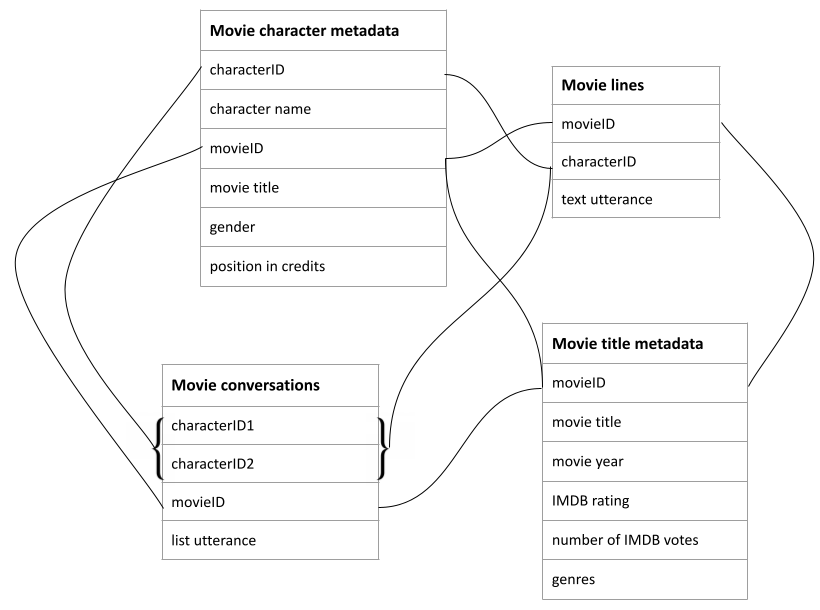 Movie character metadata
characterID
character name
movieID
movie title
gender
position in credits
Movie lines
movieID
characterID
text utterance
Movie conversations
characterID1
characterID2
movieID
list utterance
Movie title metadata
movieID
movie title
movie year
IMDB rating
number of IMDB votes
genres